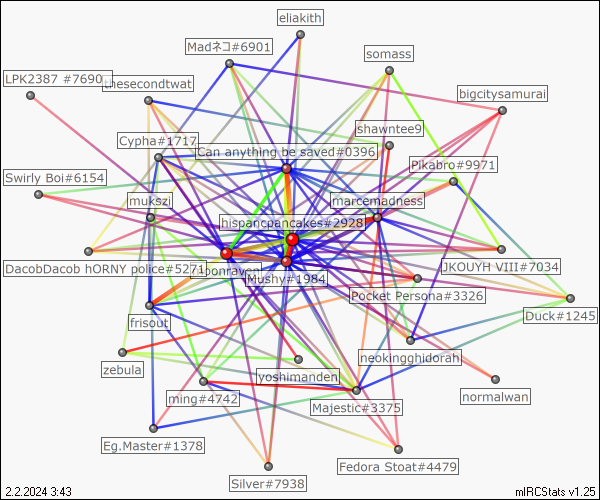 eliakith
Madネコ#6901
somass
LPK2387 #7690
thesecondtwat
bigcitysamurai
shawntee9
Cypha#1717
Can anything be saved#0396
Pikabro#9971
Swirly Boi#6154
mukszi
marcemadness
hispancpancakes#2928
DacobDacob hORNY police#5271
bonraven
JKOUYH VIII#7034
Mushy#1984
Pocket Persona#3326
Duck#1245
frisout
neokingghidorah
zebula
yoshimanden
normalwan
ming#4742
Majestic#3375
Eg.Master#1378
Fedora Stoat#4479
Silver#7938
2.2.2024 3:43
mIRCStats v1.25